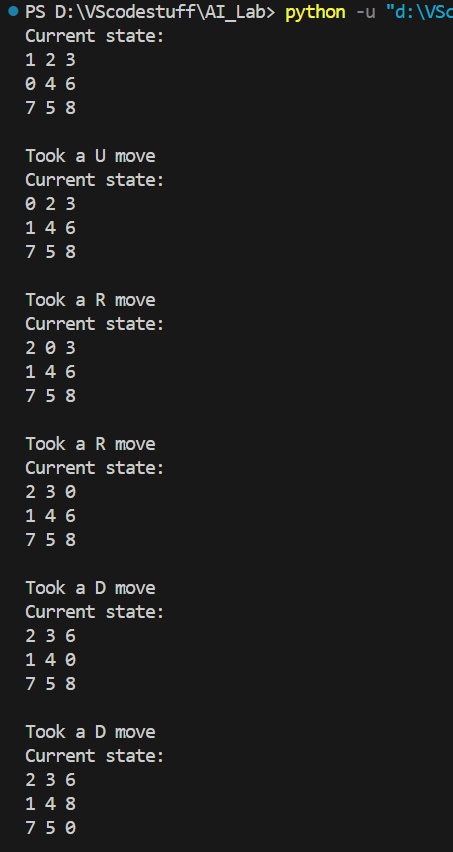 PS D:\VScodestuff\AI_Lab> python -u "d:\VSc
Current state:
1 2 3
0 4 6
7 5 8
Took a U move
Current state:
0 2 3
1 4 6
7 5 8
Took a R move
Current state:
2 0 3
1 4 6
7 5 8
Took a R move
Current state:
2 3 0
1 4 6
7 5 8
Took a D move
Current state:
2 3 6
1 4 0
7 5 8
Took a D move
Current state:
2 3 6
1 4 8
7 5 0